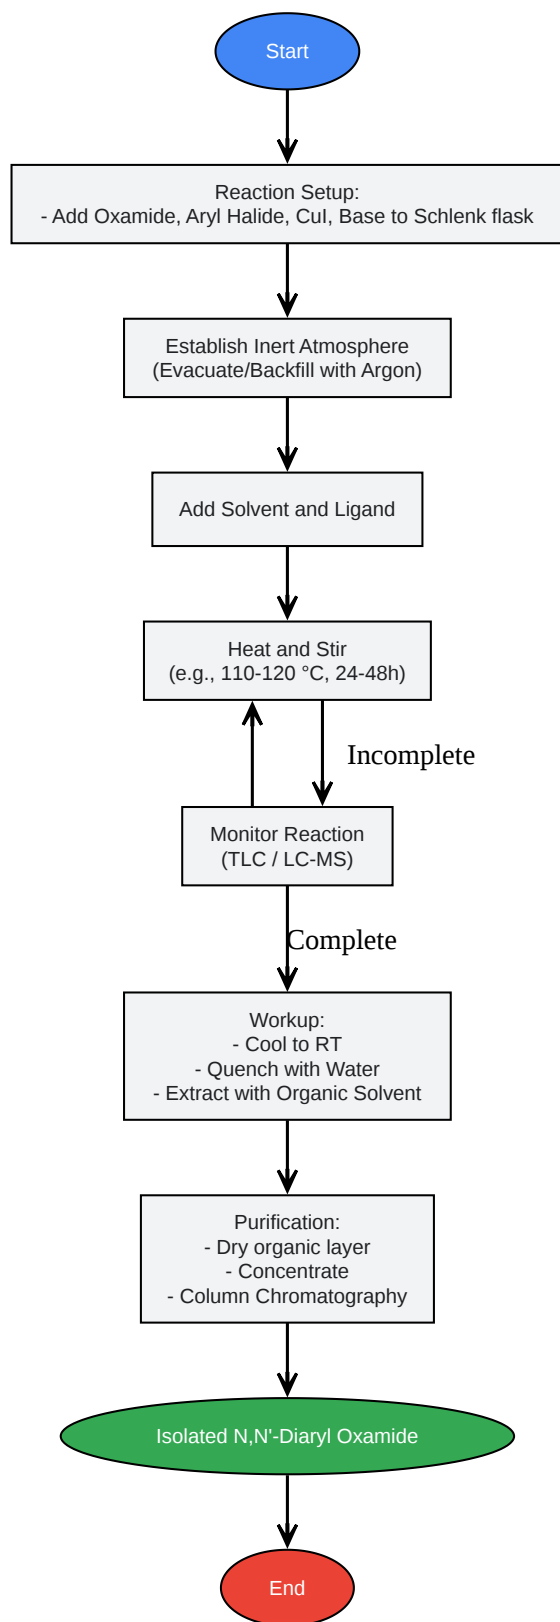 Start
Reaction Setup:
- Add Oxamide, Aryl Halide, CuI, Base to Schlenk flask
Establish Inert Atmosphere
(Evacuate/Backfill with Argon)
Add Solvent and Ligand
Heat and Stir
(e.g., 110-120 °C, 24-48h)
Incomplete
Monitor Reaction
(TLC / LC-MS)
Complete
Workup:
- Cool to RT
- Quench with Water
- Extract with Organic Solvent
Purification:
- Dry organic layer
- Concentrate
- Column Chromatography
Isolated N,N'-Diaryl Oxamide
End